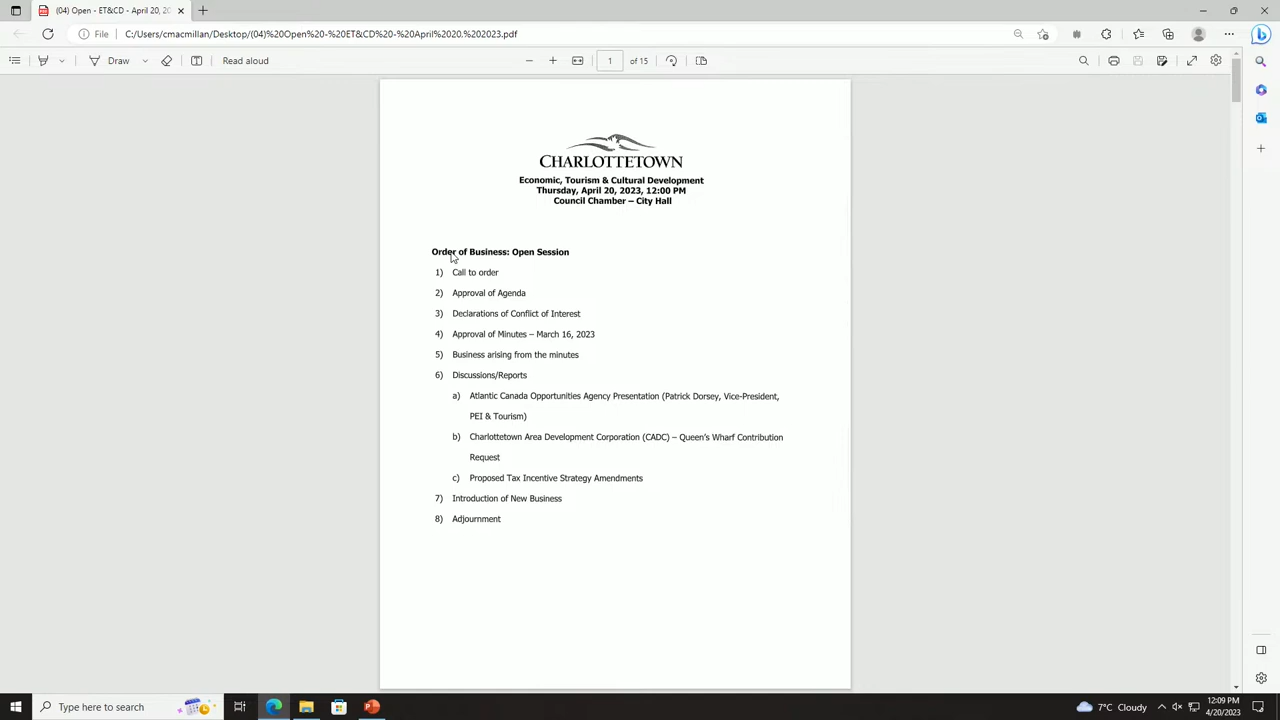 (04) Open - ET&CD - April 20, 20
File
C:/Users/cmacmillan/Desktop/(04)%20Open%20-%20ET&CD%20-%20April%2020.%202023.pdf
Draw
Read aloud
1
of 15
CHARLOTTETOWN
Economic, Tourism & Cultural Development
Thursday, April 20, 2023, 12:00 PM
Council Chamber – City Hall
Order of Business: Open Session
1) Call to order
2) Approval of Agenda
3) Declarations of Conflict of Interest
4) Approval of Minutes – March 16, 2023
5) Business arising from the minutes
6) Discussions/Reports
a) Atlantic Canada Opportunities Agency Presentation (Patrick Dorsey, Vice-President,
PEI & Tourism)
b) Charlottetown Area Development Corporation (CADC) – Queen's Wharf Contribution
Request
c) Proposed Tax Incentive Strategy Amendments
7) Introduction of New Business
8) Adjournment
Type here to search
7°C Cloudy
12:09 PM
4/20/2023